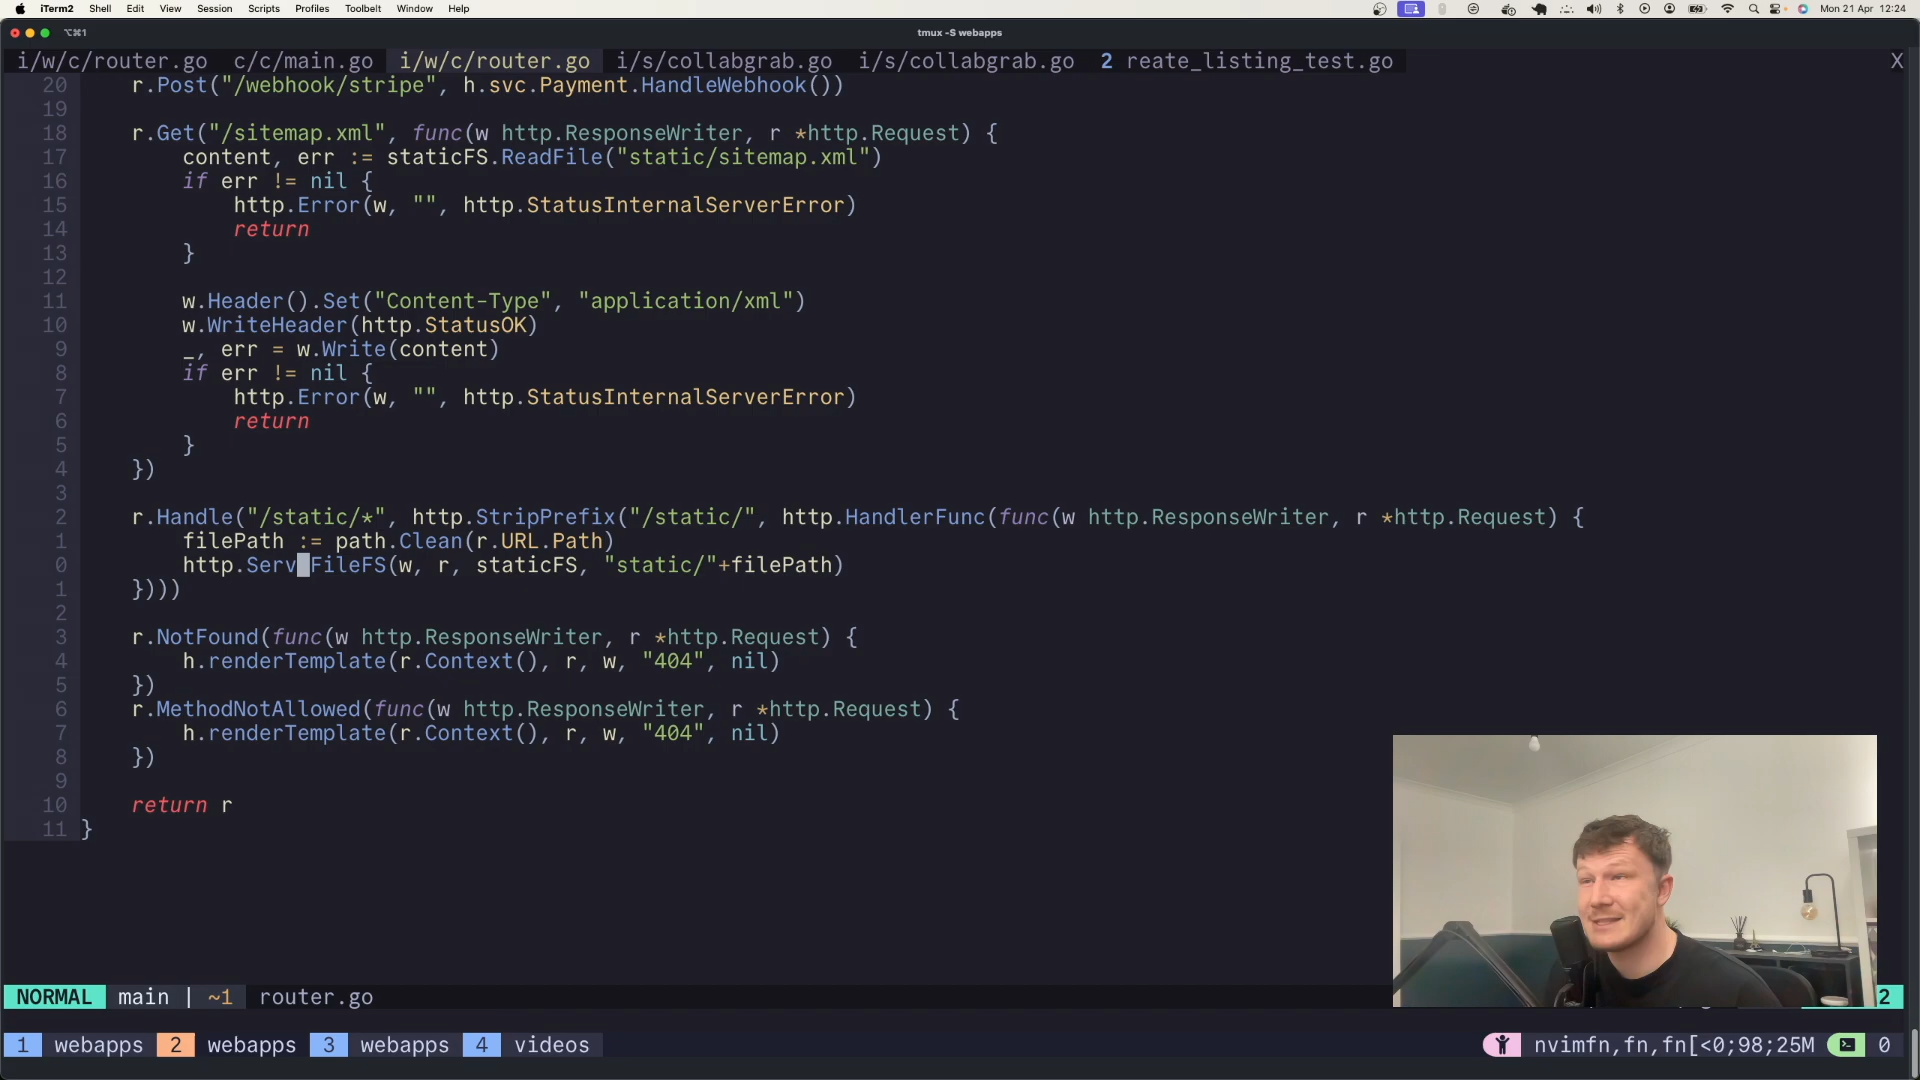 iTerm2 Shell Edit View Session Scripts Profiles Toolbelt Window Help Mon 21 Apr 12:24
⌥⌘1 tmux -S webapps
i/w/c/router.go c/c/main.go i/w/c/router.go i/s/collabgrab.go i/s/collabgrab.go 2 reate_listing_test.go X
20 r.Post("/webhook/stripe", h.svc.Payment.HandleWebhook())
19
18 r.Get("/sitemap.xml", func(w http.ResponseWriter, r *http.Request) {
17 content, err := staticFS.ReadFile("static/sitemap.xml")
16 if err != nil {
15 http.Error(w, "", http.StatusInternalServerError)
14 return
13 }
12
11 w.Header().Set("Content-Type", "application/xml")
10 w.WriteHeader(http.StatusOK)
9 _, err = w.Write(content)
8 if err != nil {
7 http.Error(w, "", http.StatusInternalServerError)
6 return
5 }
4 })
3
2 r.Handle("/static/*", http.StripPrefix("/static/", http.HandlerFunc(func(w http.ResponseWriter, r *http.Request) {
1 filePath := path.Clean(r.URL.Path)
0 http.Serv FileFS(w, r, staticFS, "static/"+filePath)
1 })))
2
3 r.NotFound(func(w http.ResponseWriter, r *http.Request) {
4 h.renderTemplate(r.Context(), r, w, "404", nil)
5 })
6 r.MethodNotAllowed(func(w http.ResponseWriter, r *http.Request) {
7 h.renderTemplate(r.Context(), r, w, "404", nil)
8 })
9
10 return r
11 }
NORMAL main | ~1 router.go 2
1 webapps 2 webapps 3 webapps 4 videos nvimfn,fn,fn[<0;98;25M 0